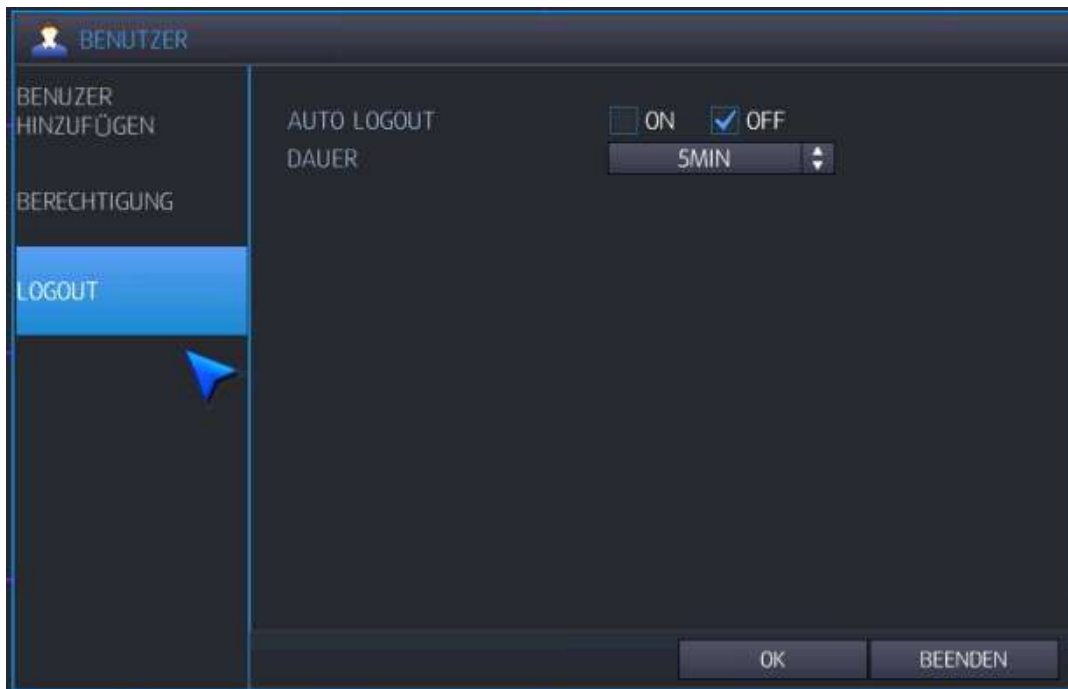 BENUTZER
BENUZER
HINZUFÜGEN
BERECHTIGUNG
LOGOUT
AUTO LOGOUT ON OFF
DAUER 5MIN
OK BEENDEN